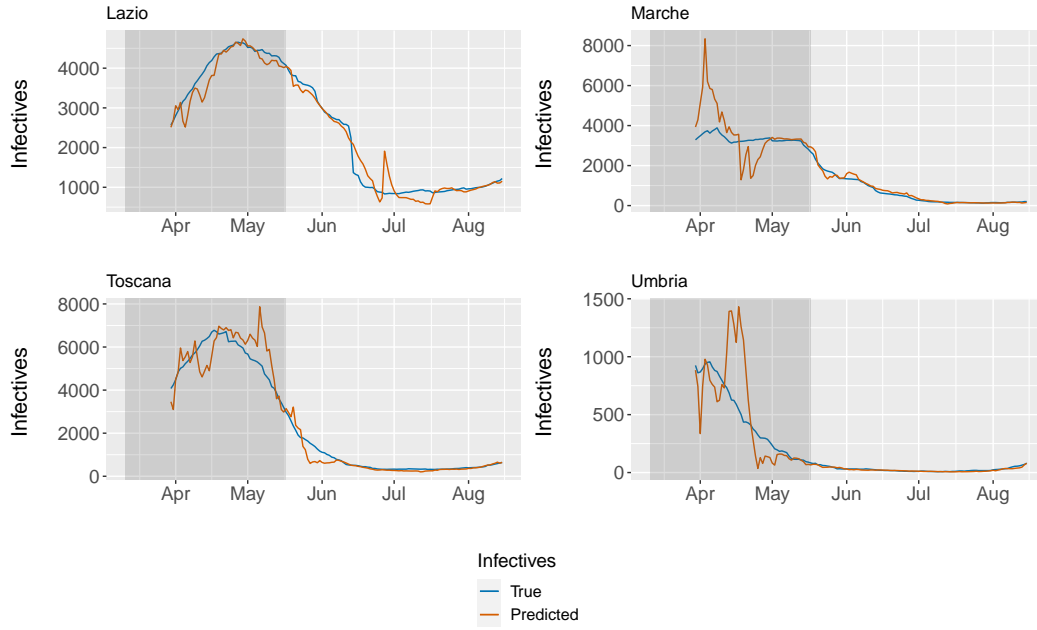 Lazio
Infectives
4000
3000
2000
1000
Apr May Jun Jul Aug
Marche
Infectives
8000
6000
4000
2000
0
Apr May Jun Jul Aug
Toscana
Infectives
8000
6000
4000
2000
0
Apr May Jun Jul Aug
Umbria
Infectives
1500
1000
500
0
Apr May Jun Jul Aug
Infectives
True
Predicted